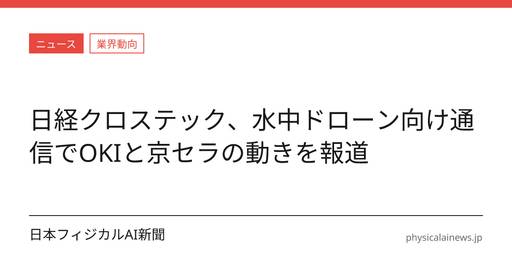 ニュース 業界動向
日経クロステック、水中ドローン向け通
信でOKIと京セラの動きを報道
日本フィジカルAI新聞
physicalainews.jp